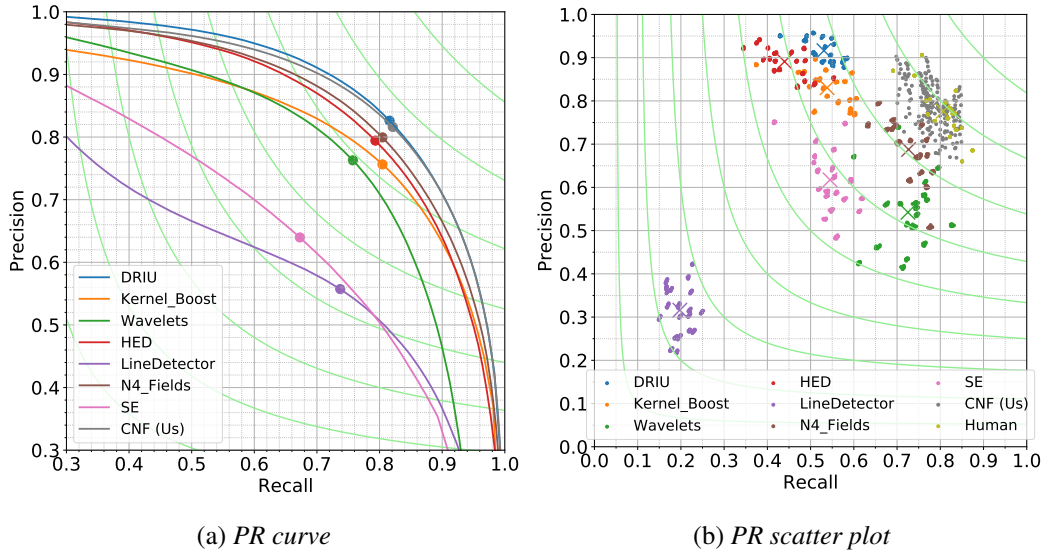 1.0
0.9
0.8
0.7
0.6
0.5
0.4
0.3
Precision
DRIU
Kernel_Boost
Wavelets
HED
LineDetector
N4_Fields
SE
CNF (Us)
0.3 0.4 0.5 0.6 0.7 0.8 0.9 1.0
Recall
(a) PR curve
1.0
0.9
0.8
0.7
0.6
0.5
0.4
0.3
0.2
0.1
0.0
Precision
DRIU HED SE
Kernel_Boost LineDetector CNF (Us)
Wavelets N4_Fields Human
0.0 0.1 0.2 0.3 0.4 0.5 0.6 0.7 0.8 0.9 1.0
Recall
(b) PR scatter plot